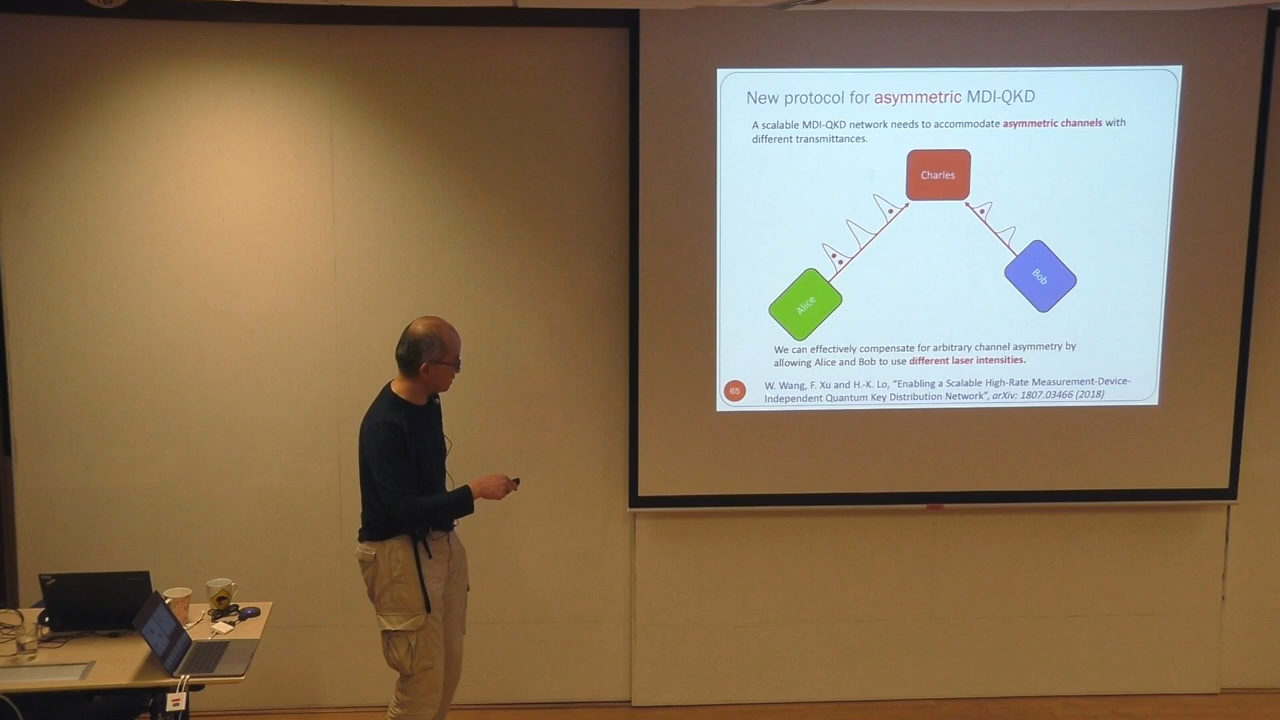 New protocol for asymmetric MDI-QKD
A scalable MDI-QKD network needs to accommodate asymmetric channels with
different transmittances.
Charles
Alice
Bob
We can effectively compensate for arbitrary channel asymmetry by
allowing Alice and Bob to use different laser intensities.
65
W. Wang, F. Xu and H.-K. Lo, "Enabling a Scalable High-Rate Measurement-Device-
Independent Quantum Key Distribution Network", arXiv: 1807.03466 (2018)